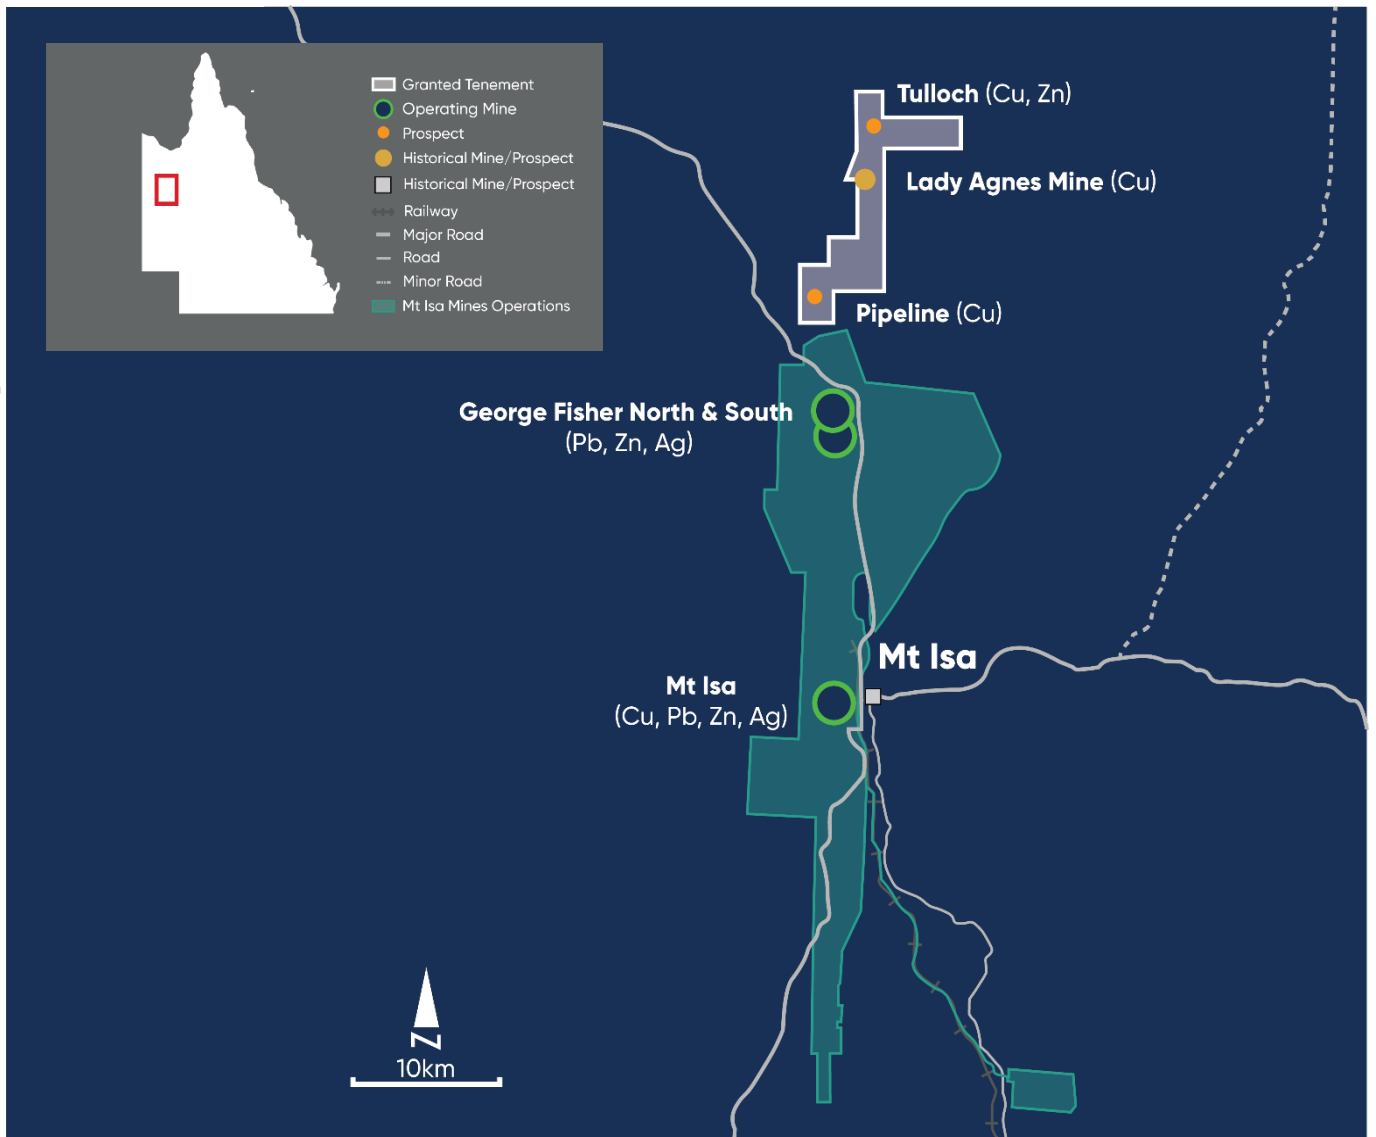 Granted Tenement
Operating Mine
Prospect
Historical Mine/Prospect
Historical Mine/Prospect
Railway
Major Road
Road
Minor Road
Mt Isa Mines Operations
Tulloch (Cu, Zn)
Lady Agnes Mine (Cu)
Pipeline (Cu)
George Fisher North & South
(Pb, Zn, Ag)
Mt Isa
Mt Isa
(Cu, Pb, Zn, Ag)
N
10km